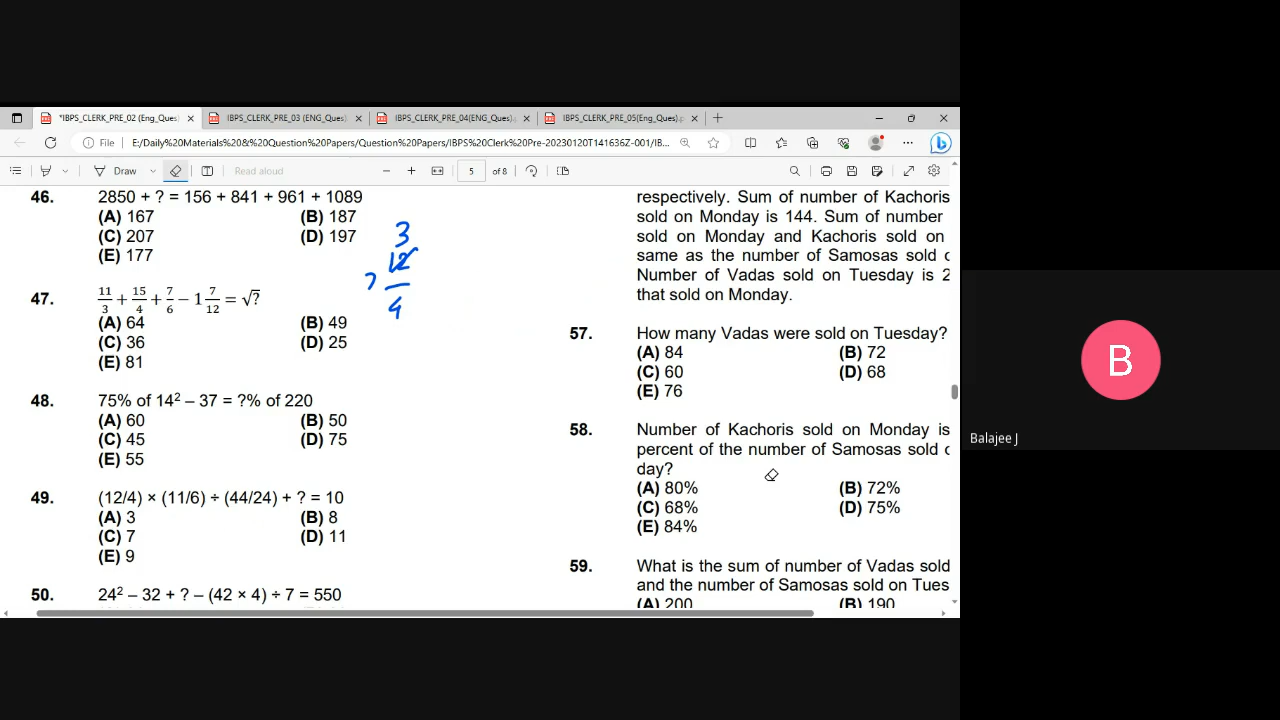 *IBPS_CLERK_PRE_02 (Eng_Ques)
IBPS_CLERK_PRE_03 (ENG_Ques)
IBPS_CLERK_PRE_04(ENG_Ques).
IBPS_CLERK_PRE_05(Eng_Ques).
File
E:/Daily%20Materials%20&%20Question%20Papers/Question%20Papers/IBPS%20Clerk%20Pre-20230120T141636Z-001/IB...
Draw
Read aloud
5 of 8
46. 2850 + ? = 156 + 841 + 961 + 1089
(A) 167 (B) 187
(C) 207 (D) 197
(E) 177
3
12
?
4
47. 11/3 + 15/4 + 7/6 − 1 7/12 = √?
(A) 64 (B) 49
(C) 36 (D) 25
(E) 81
48. 75% of 14² – 37 = ?% of 220
(A) 60 (B) 50
(C) 45 (D) 75
(E) 55
49. (12/4) × (11/6) ÷ (44/24) + ? = 10
(A) 3 (B) 8
(C) 7 (D) 11
(E) 9
50. 24² – 32 + ? – (42 × 4) ÷ 7 = 550
respectively. Sum of number of Kachoris
sold on Monday is 144. Sum of number
sold on Monday and Kachoris sold on
same as the number of Samosas sold
Number of Vadas sold on Tuesday is 2
that sold on Monday.
57. How many Vadas were sold on Tuesday?
(A) 84 (B) 72
(C) 60 (D) 68
(E) 76
58. Number of Kachoris sold on Monday is
percent of the number of Samosas sold
day?
(A) 80% (B) 72%
(C) 68% (D) 75%
(E) 84%
59. What is the sum of number of Vadas sold
and the number of Samosas sold on Tues
(A) 200 (B) 190
B
Balajee J